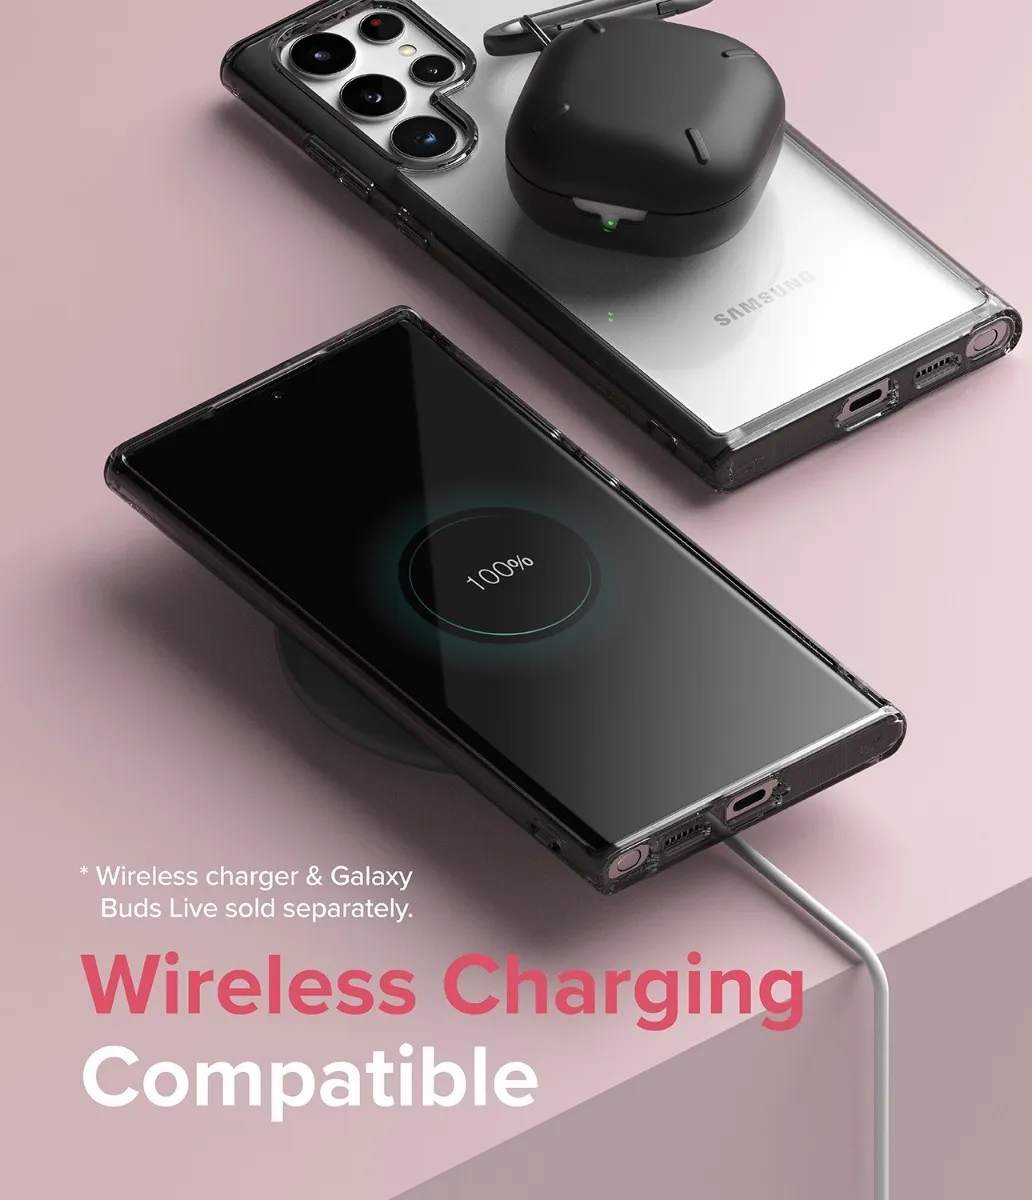 SAMSUNG
100%
* Wireless charger & Galaxy
Buds Live sold separately.
Wireless Charging
Compatible